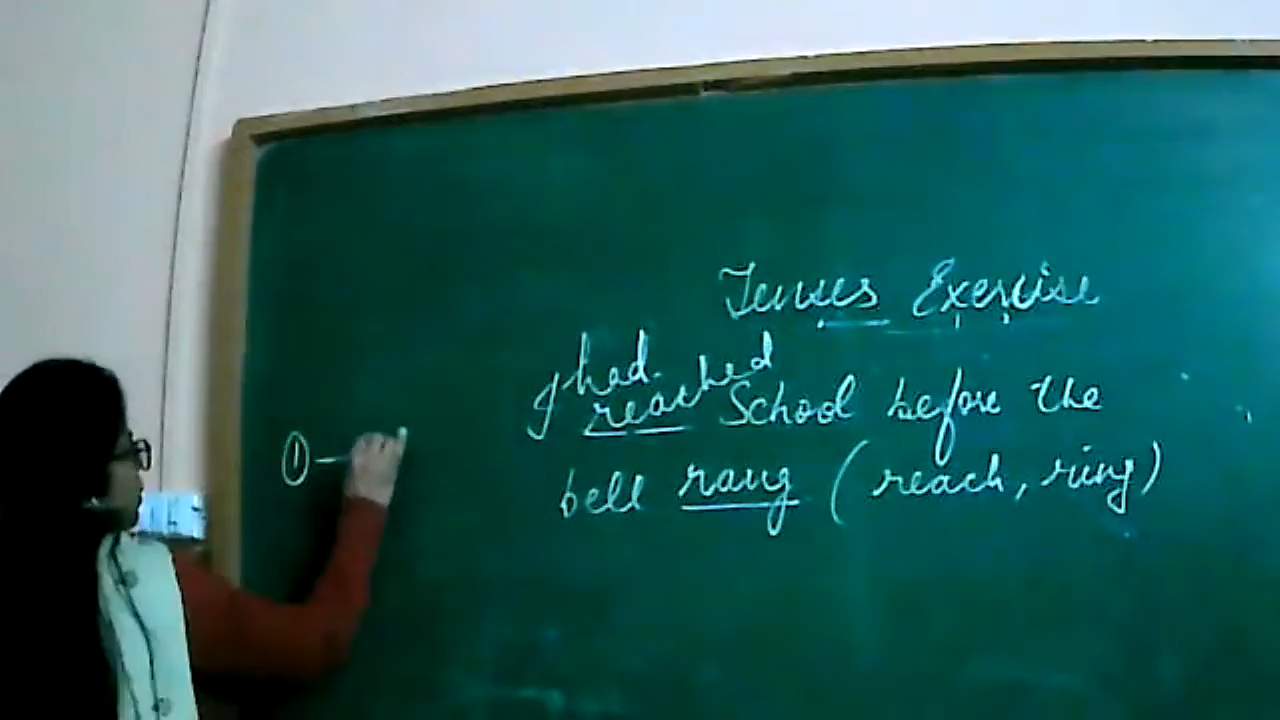 Tenses Exercise
I had reached School before the
bell rang (reach, ring)
① —